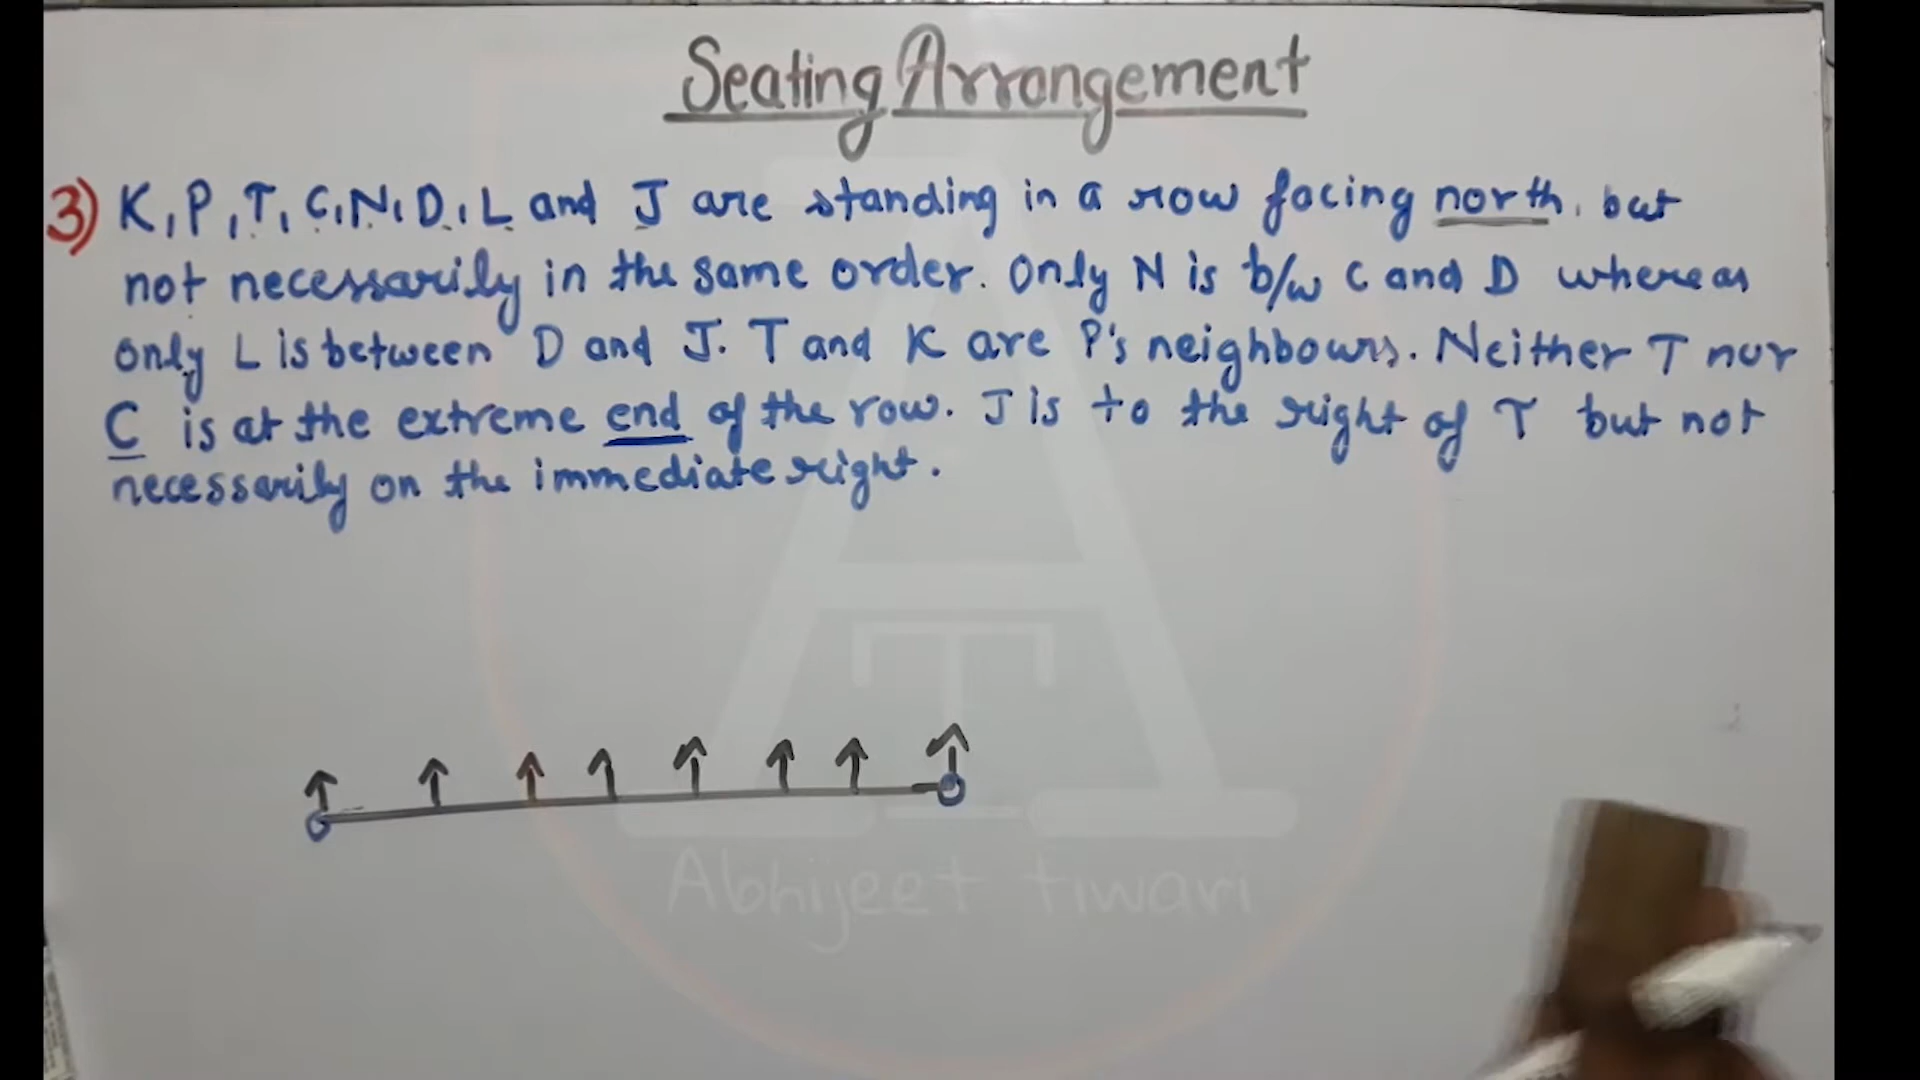 Seating Arrangement
3) K, P, T, C, N, D, L and J are standing in a row facing north, but
not necessarily in the same order. Only N is b/w C and D whereas
only L is between D and J. T and K are P's neighbours. Neither T nor
C is at the extreme end of the row. J is to the right of T but not
necessarily on the immediate right.
Abhijeet tiwari